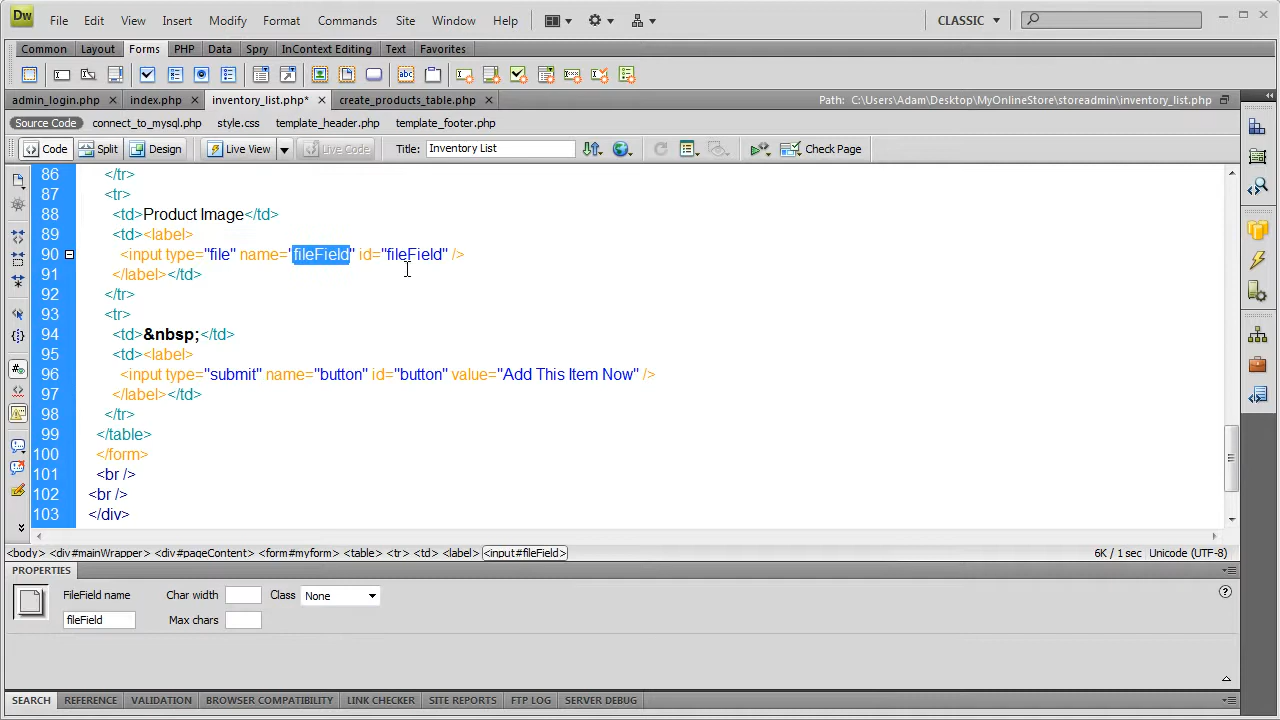 Dw File Edit View Insert Modify Format Commands Site Window Help CLASSIC
Common Layout Forms PHP Data Spry InContext Editing Text Favorites
admin_login.php index.php inventory_list.php* create_products_table.php Path: C:\Users\Adam\Desktop\MyOnlineStore\storeadmin\inventory_list.php
Source Code connect_to_mysql.php style.css template_header.php template_footer.php
Code Split Design Live View Live Code Title: Inventory List Check Page
86 </tr>
87 <tr>
88 <td>Product Image</td>
89 <td><label>
90 <input type="file" name="fileField" id="fileField" />
91 </label></td>
92 </tr>
93 <tr>
94 <td>&nbsp;</td>
95 <td><label>
96 <input type="submit" name="button" id="button" value="Add This Item Now" />
97 </label></td>
98 </tr>
99 </table>
100 </form>
101 <br />
102 <br />
103 </div>
<body> <div#mainWrapper> <div#pageContent> <form#myform> <table> <tr> <td> <label> <input#fileField> 6K / 1 sec Unicode (UTF-8)
PROPERTIES
FileField name Char width Class None
fileField Max chars
SEARCH REFERENCE VALIDATION BROWSER COMPATIBILITY LINK CHECKER SITE REPORTS FTP LOG SERVER DEBUG